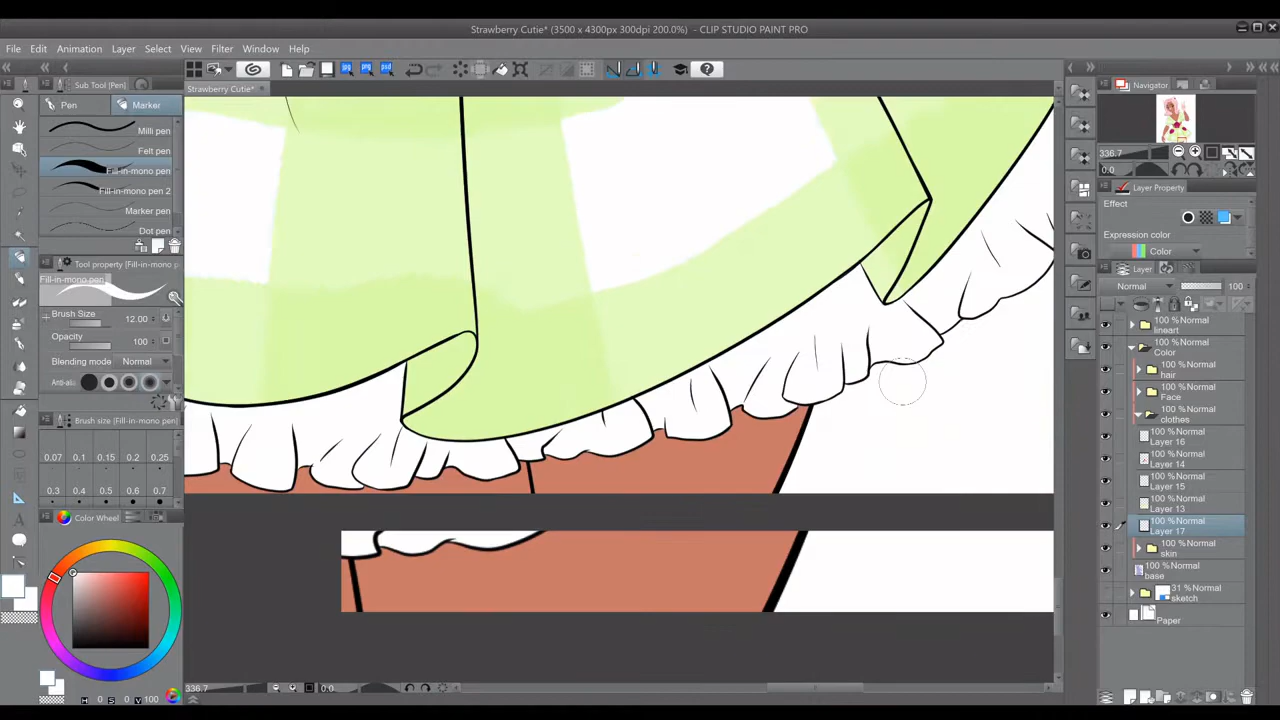 Strawberry Cutie* (3500 x 4300px 300dpi 200.0%) - CLIP STUDIO PAINT PRO
File Edit Animation Layer Select View Filter Window Help
Sub Tool [Pen]
Strawberry Cutie*
Navigator
Pen Marker
Milli pen
Felt pen
Fill-in-mono pen
Fill-in-mono pen 2
Marker pen
Dot pen
336.7
0.0
Layer Property
Effect
Expression color
Color
Tool property [Fill-in-mono pen]
Fill-in-mono pen
Brush Size 12.00
Opacity 100
Blending mode Normal
Anti-ali
Brush size [Fill-in-mono pen]
0.07 0.1 0.15 0.2 0.25
0.3 0.4 0.5 0.6 0.7
Color Wheel
H 0 S 0 V 100
336.7 0.0
Layer
Normal 100
100 %Normal
lineart
100 %Normal
Color
100 %Normal
hair
100 %Normal
Face
100 %Normal
clothes
100 %Normal
Layer 16
100 %Normal
Layer 14
100 %Normal
Layer 15
100 %Normal
Layer 13
100 %Normal
Layer 17
100 %Normal
skin
100 %Normal
base
31 %Normal
sketch
Paper